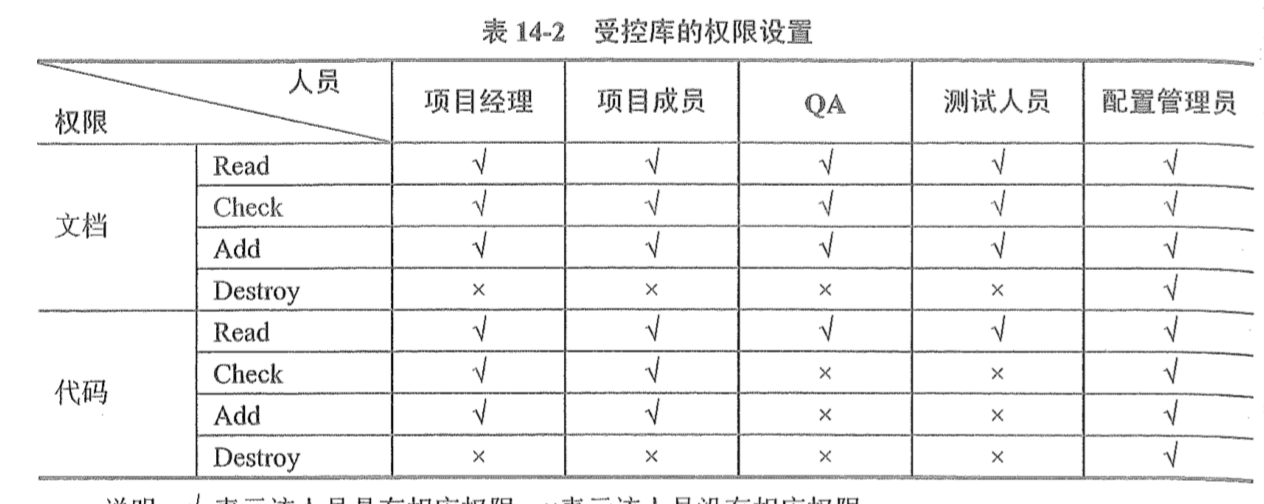 表 14-2 受控库的权限设置
人员
权限
项目经理 项目成员 QA 测试人员 配置管理员
文档
Read √ √ √ √ √
Check √ √ √ √ √
Add √ √ √ √ √
Destroy × × × × √
代码
Read √ √ √ √ √
Check √ √ × × √
Add √ √ × × √
Destroy × × × × √